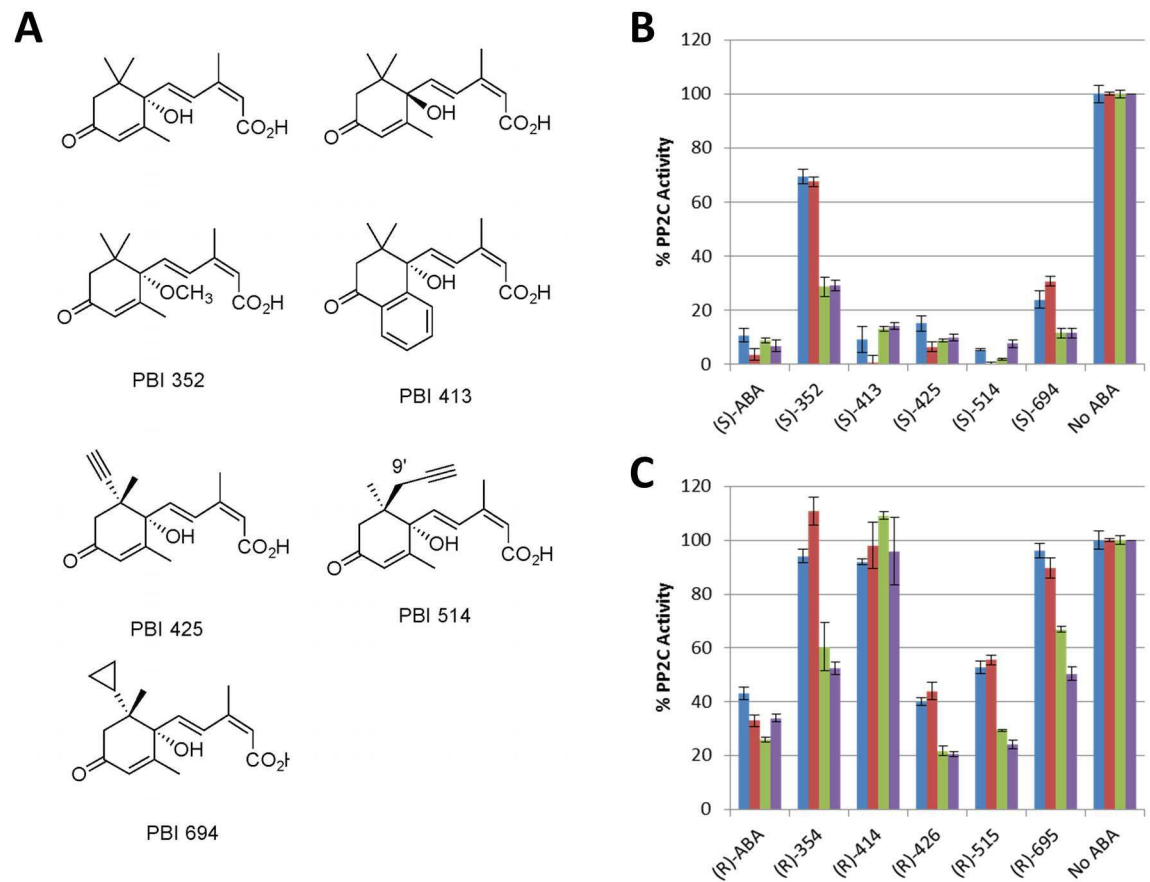 A
OH
CO₂H
O
OH
CO₂H
O
OCH3
CO₂H
O
PBI 352
OH
CO₂H
O
PBI 413
OH
CO₂H
O
PBI 425
9'
OH
CO₂H
O
PBI 514
OH
CO₂H
O
PBI 694
B
% PP2C Activity
120
100
80
60
40
20
0
(S)-ABA
(S)-352
(S)-413
(S)-425
(S)-514
(S)-694
No ABA
C
% PP2C Activity
120
100
80
60
40
20
0
(R)-ABA
(R)-354
(R)-414
(R)-426
(R)-515
(R)-695
No ABA